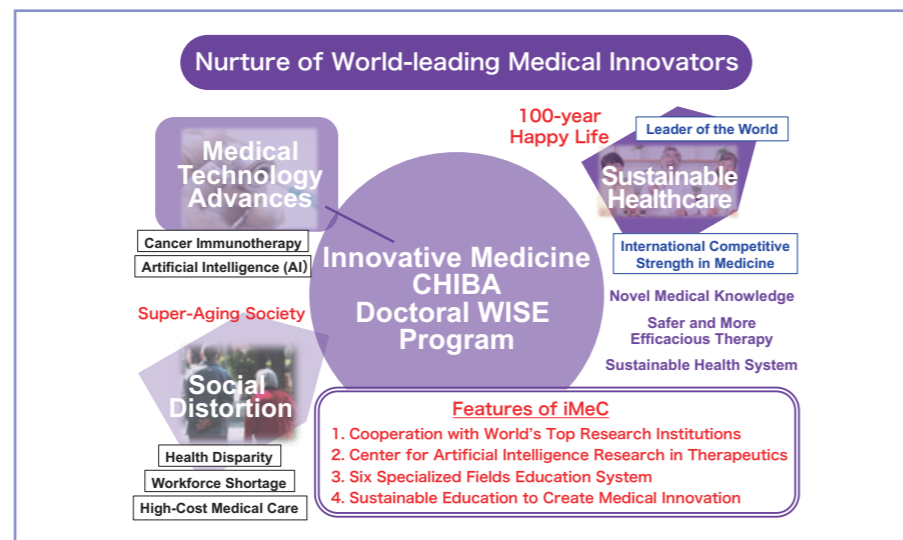 Nurture of World-leading Medical Innovators
Medical
Technology
Advances
Cancer Immunotherapy
Artificial Intelligence (AI)
100-year
Happy Life
Leader of the World
Sustainable
Healthcare
International Competitive
Strength in Medicine
Novel Medical Knowledge
Safer and More
Efficacious Therapy
Sustainable Health System
Innovative Medicine
CHIBA
Doctoral WISE
Program
Super-Aging Society
Social
Distortion
Health Disparity
Workforce Shortage
High-Cost Medical Care
Features of iMeC
1. Cooperation with World's Top Research Institutions
2. Center for Artificial Intelligence Research in Therapeutics
3. Six Specialized Fields Education System
4. Sustainable Education to Create Medical Innovation